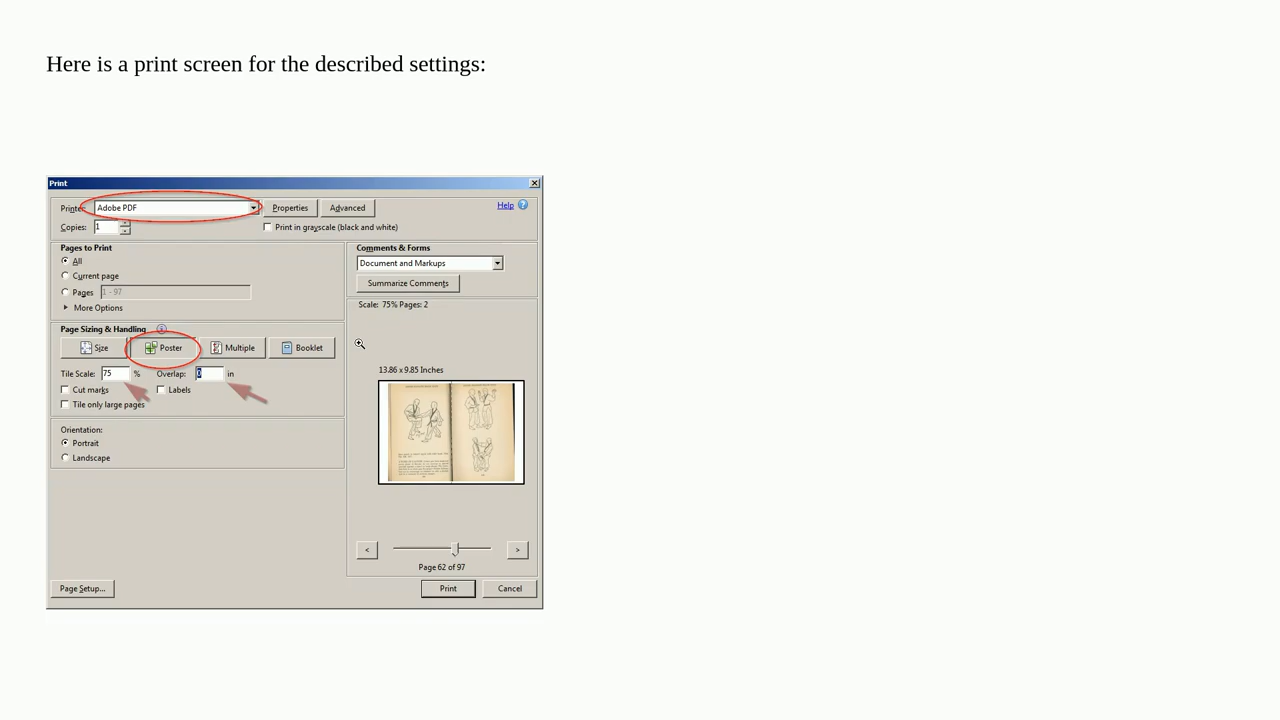 Here is a print screen for the described settings:
Print
Printer: Adobe PDF Properties Advanced Help
Copies: 1 Print in grayscale (black and white)
Pages to Print
All
Current page
Pages 1 - 97
More Options
Comments & Forms
Document and Markups
Summarize Comments
Scale: 75% Pages: 2
Page Sizing & Handling
Size Poster Multiple Booklet
Tile Scale: 75 % Overlap: 0 in
Cut marks Labels
Tile only large pages
Orientation:
Portrait
Landscape
13.86 x 9.85 Inches
< >
Page 62 of 97
Page Setup... Print Cancel